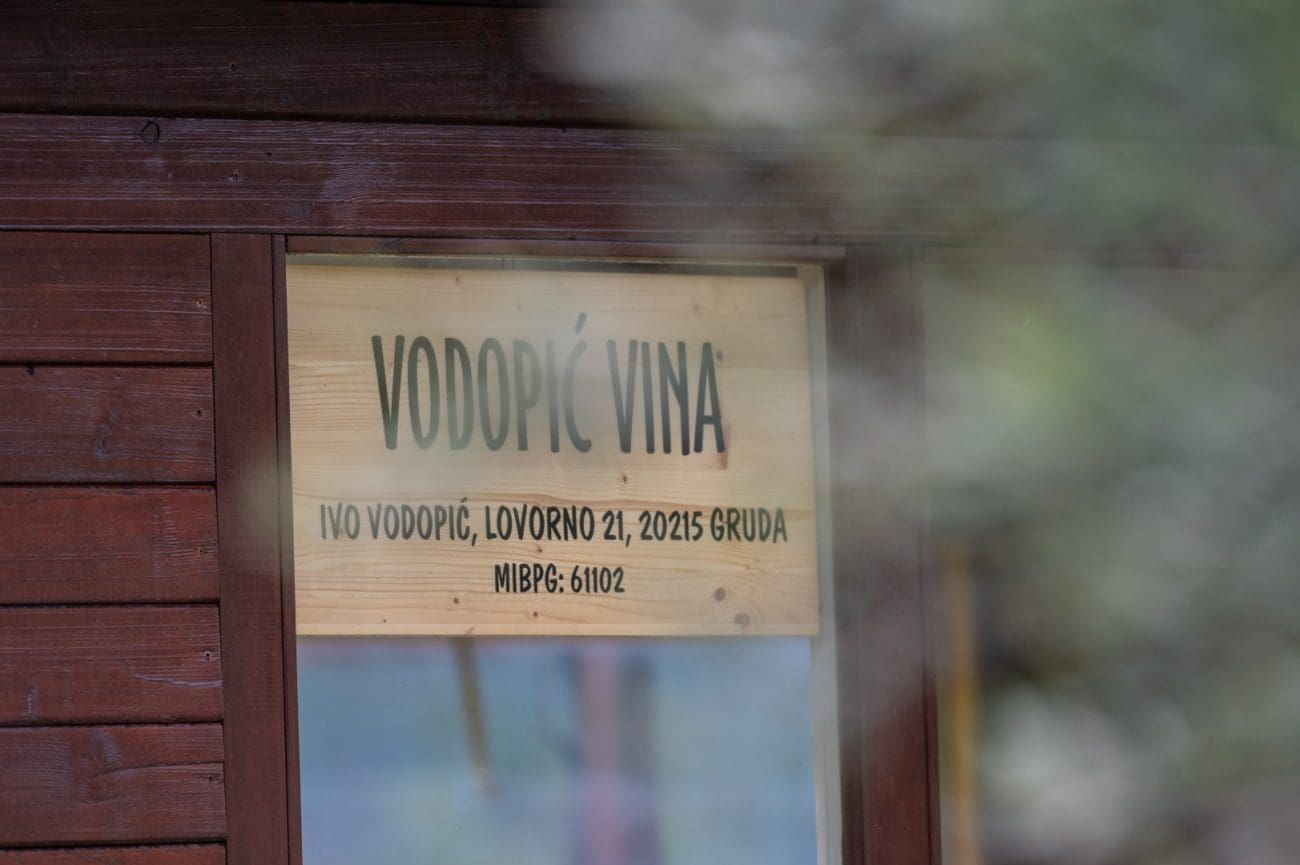 VODOPIĆ VINA
IVO VODOPIĆ, LOVORNO 21, 20215 GRUDA
MIBPG: 61102